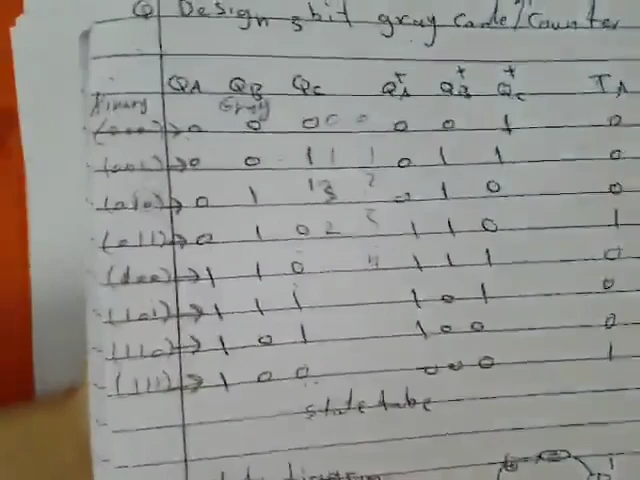 Q Design 3 bit gray code/counter
QA QB QC QA+ QB+ QC+ TA
Binary Gray
(000)→0 0 0 0 0 1 0
(001)→0 0 1 0 1 1 0
(010)→0 1 1 0 1 0 0
(011)→0 1 0 1 1 0 1
(100)→1 1 0 1 1 1 0
(101)→1 1 1 1 0 1 0
(110)→1 0 1 1 0 0 0
(111)→1 0 0 0 0 0 1
state tabe